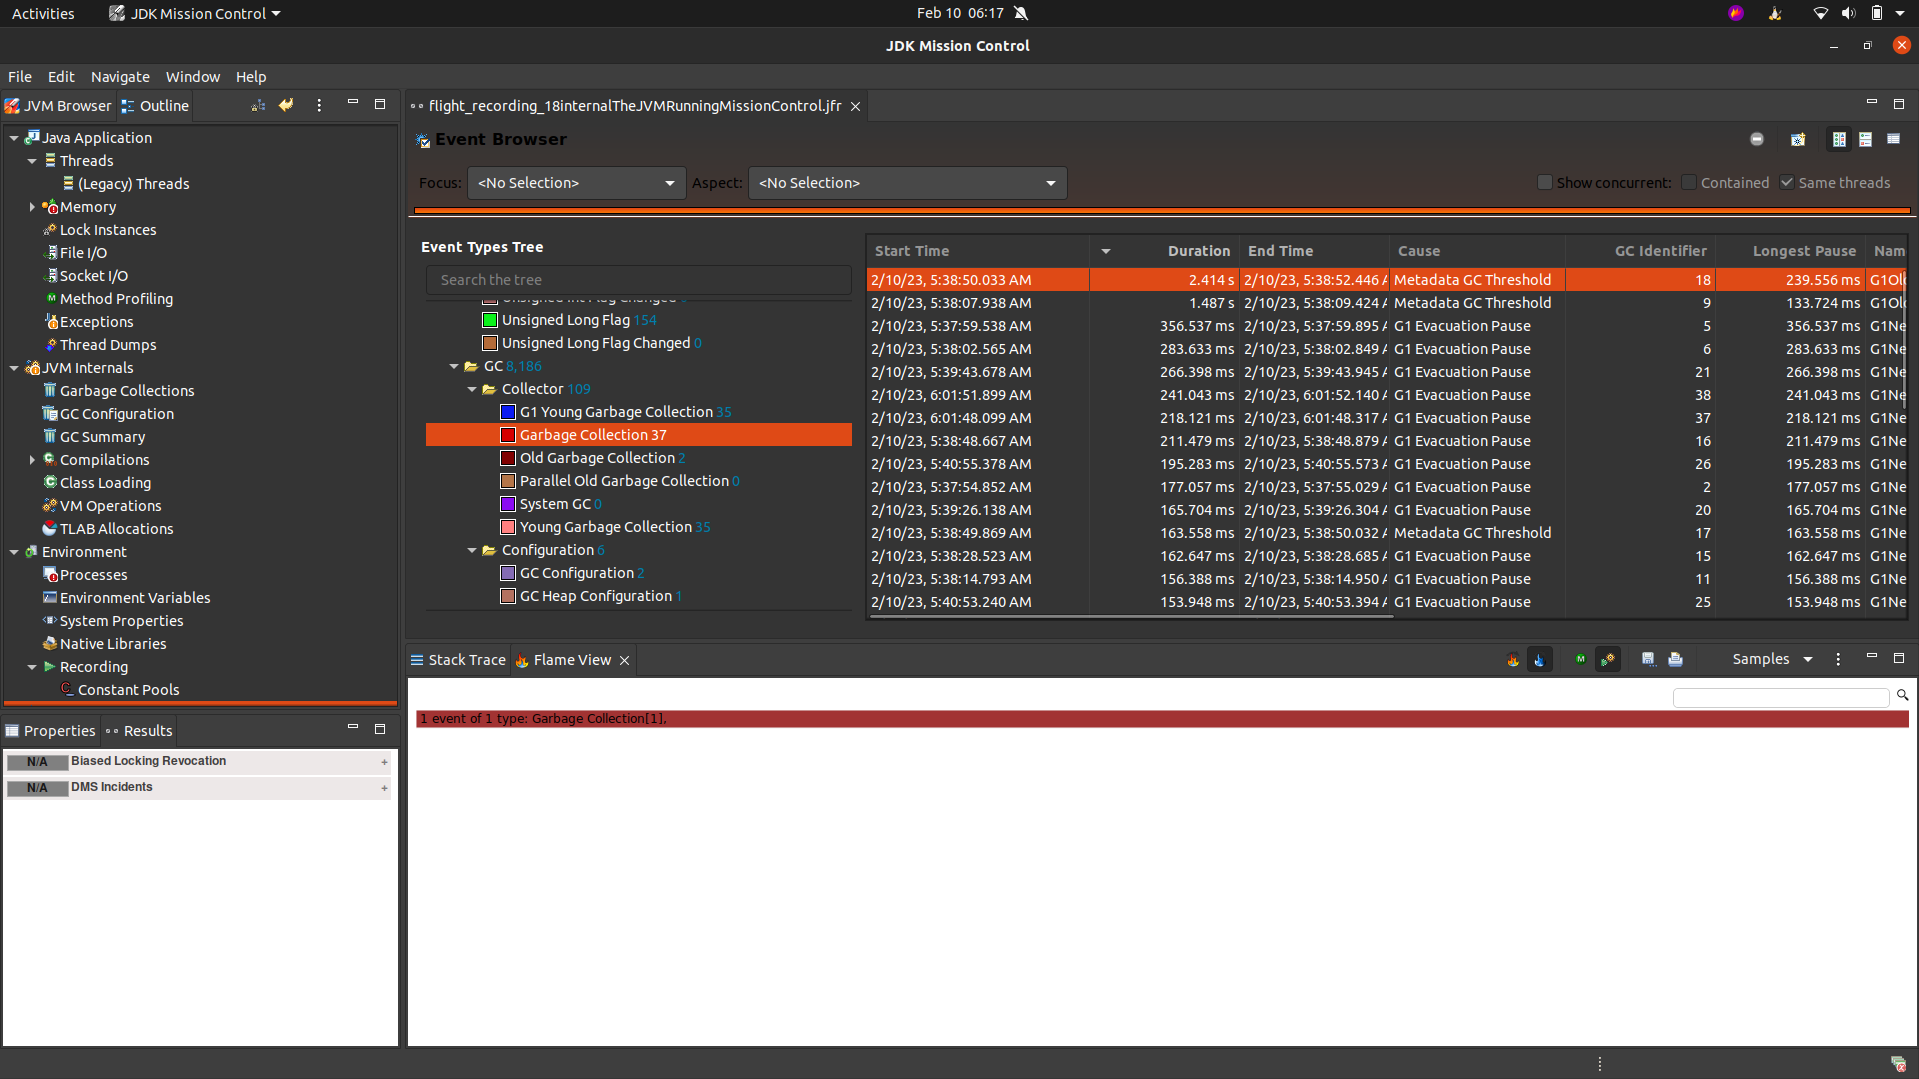 Activities JDK Mission Control Feb 10 06:17
JDK Mission Control
File Edit Navigate Window Help
JVM Browser Outline
Java Application
Threads
(Legacy) Threads
Memory
Lock Instances
File I/O
Socket I/O
Method Profiling
Exceptions
Thread Dumps
JVM Internals
Garbage Collections
GC Configuration
GC Summary
Compilations
Class Loading
VM Operations
TLAB Allocations
Environment
Processes
Environment Variables
System Properties
Native Libraries
Recording
Constant Pools
Properties Results
N/A Biased Locking Revocation +
N/A DMS Incidents +
flight_recording_18internalTheJVMRunningMissionControl.jfr
Event Browser
Focus: <No Selection> Aspect: <No Selection> Show concurrent: Contained Same threads
Event Types Tree
Search the tree
Unsigned Int Flag Changed
Unsigned Long Flag 154
Unsigned Long Flag Changed 0
GC 8,186
Collector 109
G1 Young Garbage Collection 35
Garbage Collection 37
Old Garbage Collection 2
Parallel Old Garbage Collection 0
System GC 0
Young Garbage Collection 35
Configuration 6
GC Configuration 2
GC Heap Configuration 1
Start Time Duration End Time Cause GC Identifier Longest Pause Nam
2/10/23, 5:38:50.033 AM 2.414 s 2/10/23, 5:38:52.446 A Metadata GC Threshold 18 239.556 ms G1Ol
2/10/23, 5:38:07.938 AM 1.487 s 2/10/23, 5:38:09.424 A Metadata GC Threshold 9 133.724 ms G1Ol
2/10/23, 5:37:59.538 AM 356.537 ms 2/10/23, 5:37:59.895 A G1 Evacuation Pause 5 356.537 ms G1Ne
2/10/23, 5:38:02.565 AM 283.633 ms 2/10/23, 5:38:02.849 A G1 Evacuation Pause 6 283.633 ms G1Ne
2/10/23, 5:39:43.678 AM 266.398 ms 2/10/23, 5:39:43.945 A G1 Evacuation Pause 21 266.398 ms G1Ne
2/10/23, 6:01:51.899 AM 241.043 ms 2/10/23, 6:01:52.140 A G1 Evacuation Pause 38 241.043 ms G1Ne
2/10/23, 6:01:48.099 AM 218.121 ms 2/10/23, 6:01:48.317 A G1 Evacuation Pause 37 218.121 ms G1Ne
2/10/23, 5:38:48.667 AM 211.479 ms 2/10/23, 5:38:48.879 A G1 Evacuation Pause 16 211.479 ms G1Ne
2/10/23, 5:40:55.378 AM 195.283 ms 2/10/23, 5:40:55.573 A G1 Evacuation Pause 26 195.283 ms G1Ne
2/10/23, 5:37:54.852 AM 177.057 ms 2/10/23, 5:37:55.029 A G1 Evacuation Pause 2 177.057 ms G1Ne
2/10/23, 5:39:26.138 AM 165.704 ms 2/10/23, 5:39:26.304 A G1 Evacuation Pause 20 165.704 ms G1Ne
2/10/23, 5:38:49.869 AM 163.558 ms 2/10/23, 5:38:50.032 A Metadata GC Threshold 17 163.558 ms G1Ne
2/10/23, 5:38:28.523 AM 162.647 ms 2/10/23, 5:38:28.685 A G1 Evacuation Pause 15 162.647 ms G1Ne
2/10/23, 5:38:14.793 AM 156.388 ms 2/10/23, 5:38:14.950 A G1 Evacuation Pause 11 156.388 ms G1Ne
2/10/23, 5:40:53.240 AM 153.948 ms 2/10/23, 5:40:53.394 A G1 Evacuation Pause 25 153.948 ms G1Ne
Stack Trace Flame View Samples
1 event of 1 type: Garbage Collection[1],